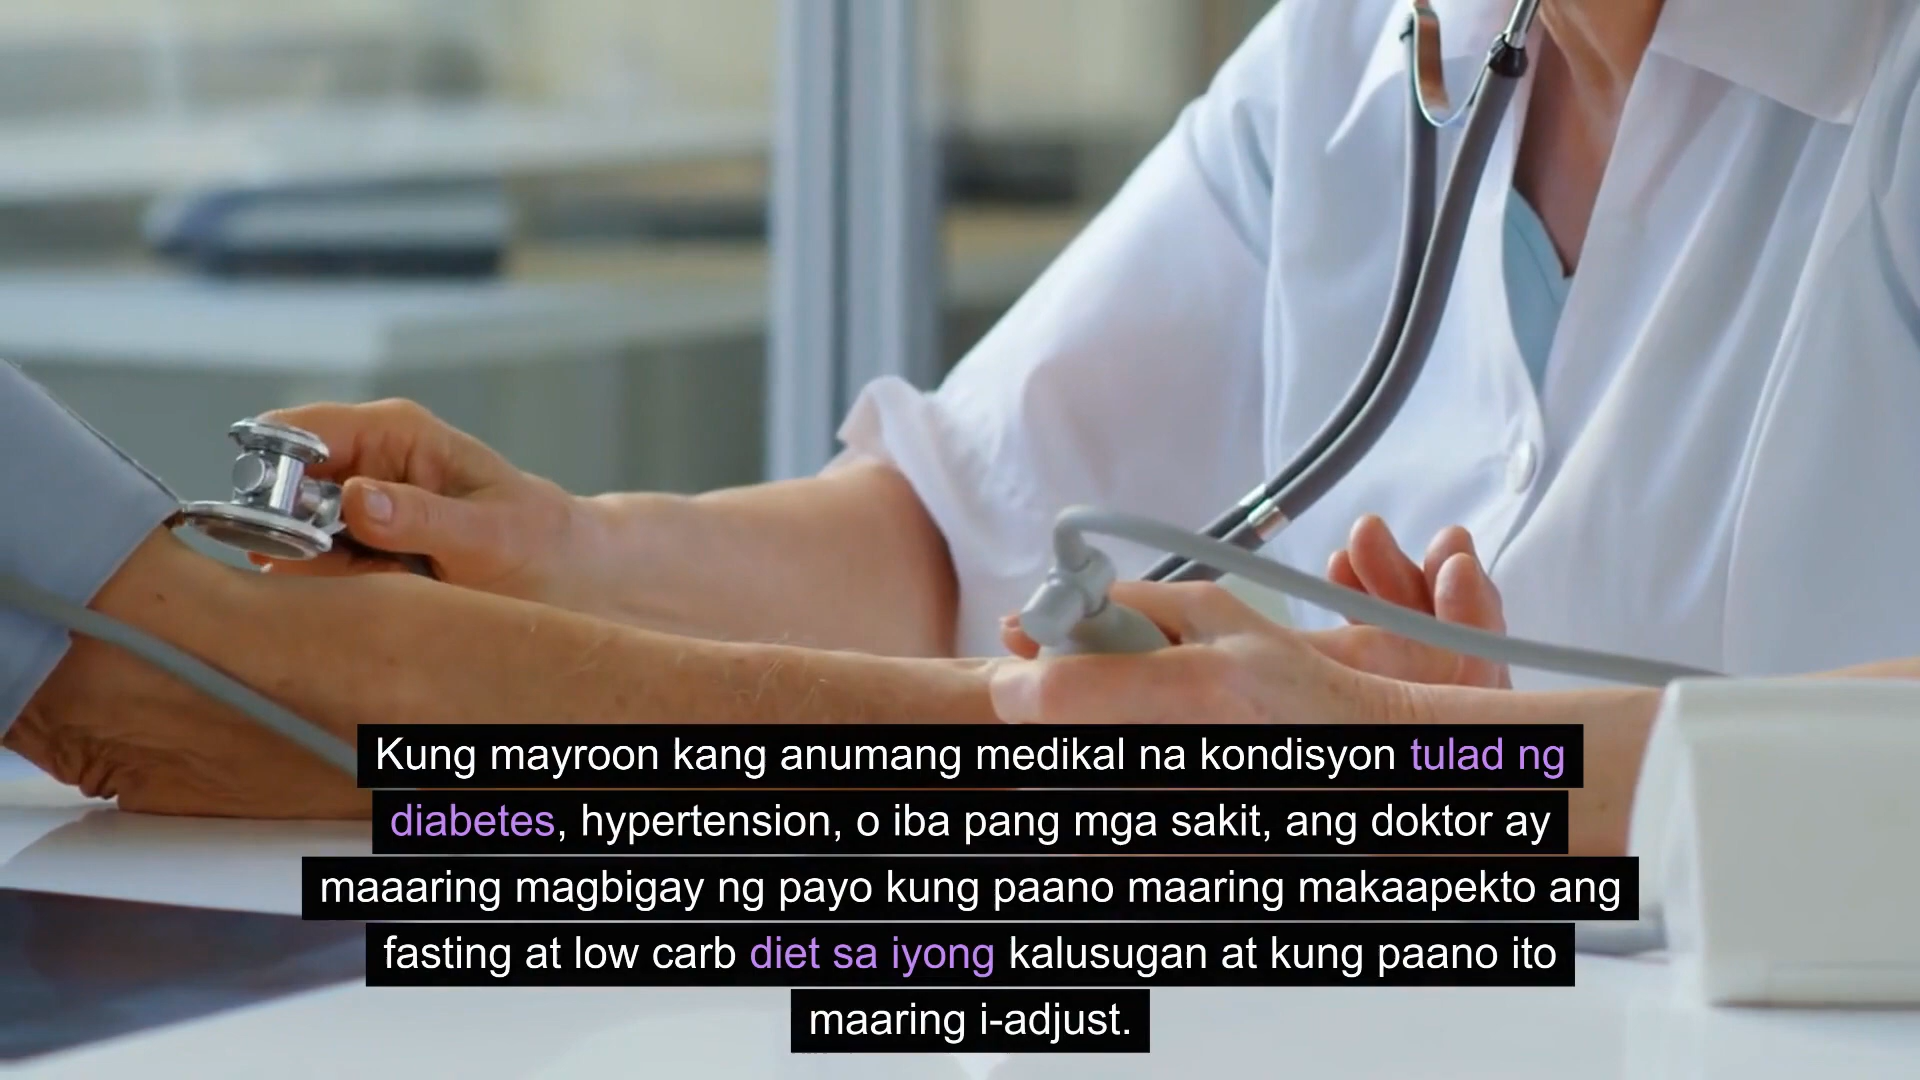 Kung mayroon kang anumang medikal na kondisyon tulad ng
diabetes, hypertension, o iba pang mga sakit, ang doktor ay
maaaring magbigay ng payo kung paano maaring makaapekto ang
fasting at low carb diet sa iyong kalusugan at kung paano ito
maaring i-adjust.